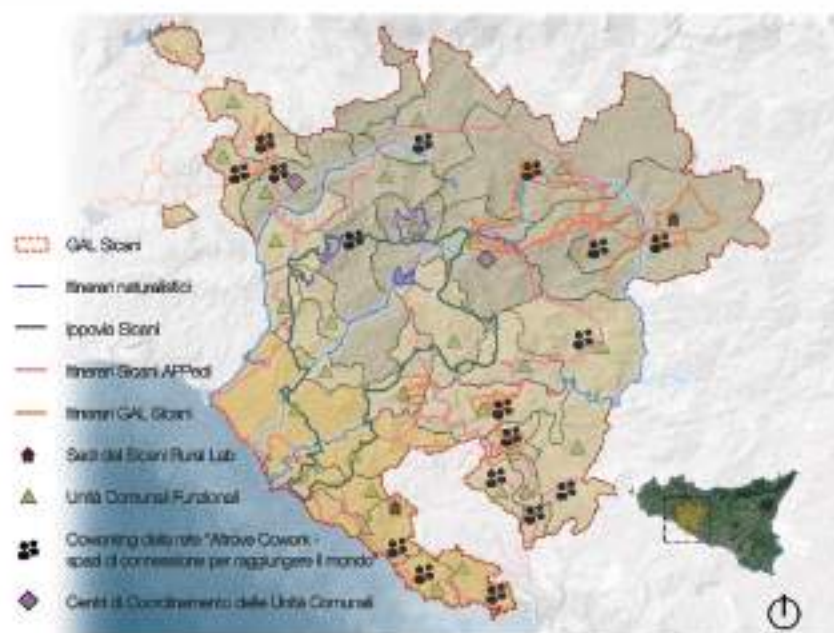 GAL Sicani
Itinerari naturalistici
Ippovia Sicani
Itinerari Sicani APPedi
Itinerari GAL Sicani
Sedi del Sicani Rural Lab
Unità Comunali Funzionali
Coworking della rete "Altrove Cowork -
spazi di connessione per raggiungere il mondo"
Centri di Coordinamento delle Unità Comunali